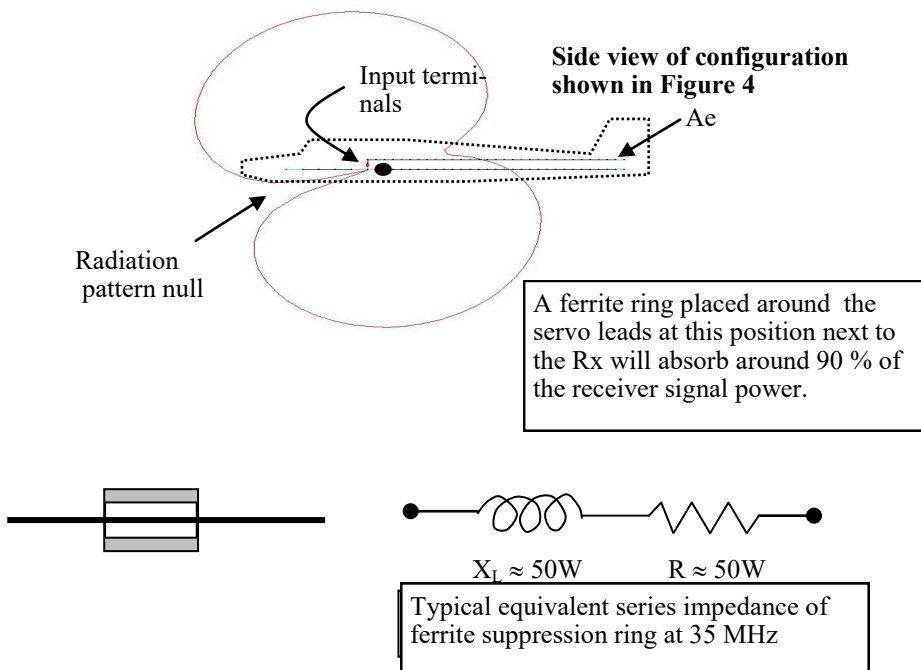 Side view of configuration
shown in Figure 4
Input termi-
nals
Ae
Radiation
pattern null
A ferrite ring placed around the
servo leads at this position next to
the Rx will absorb around 90 % of
the receiver signal power.
X_L ≈ 50W R ≈ 50W
Typical equivalent series impedance of
ferrite suppression ring at 35 MHz